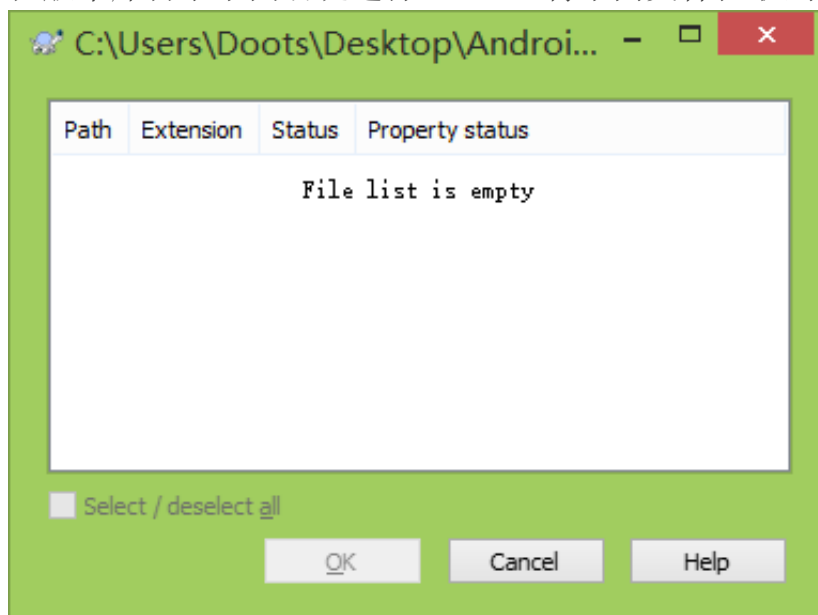 C:\Users\Doots\Desktop\Androi...
Path Extension Status Property status
File list is empty
Select / deselect all
OK Cancel Help